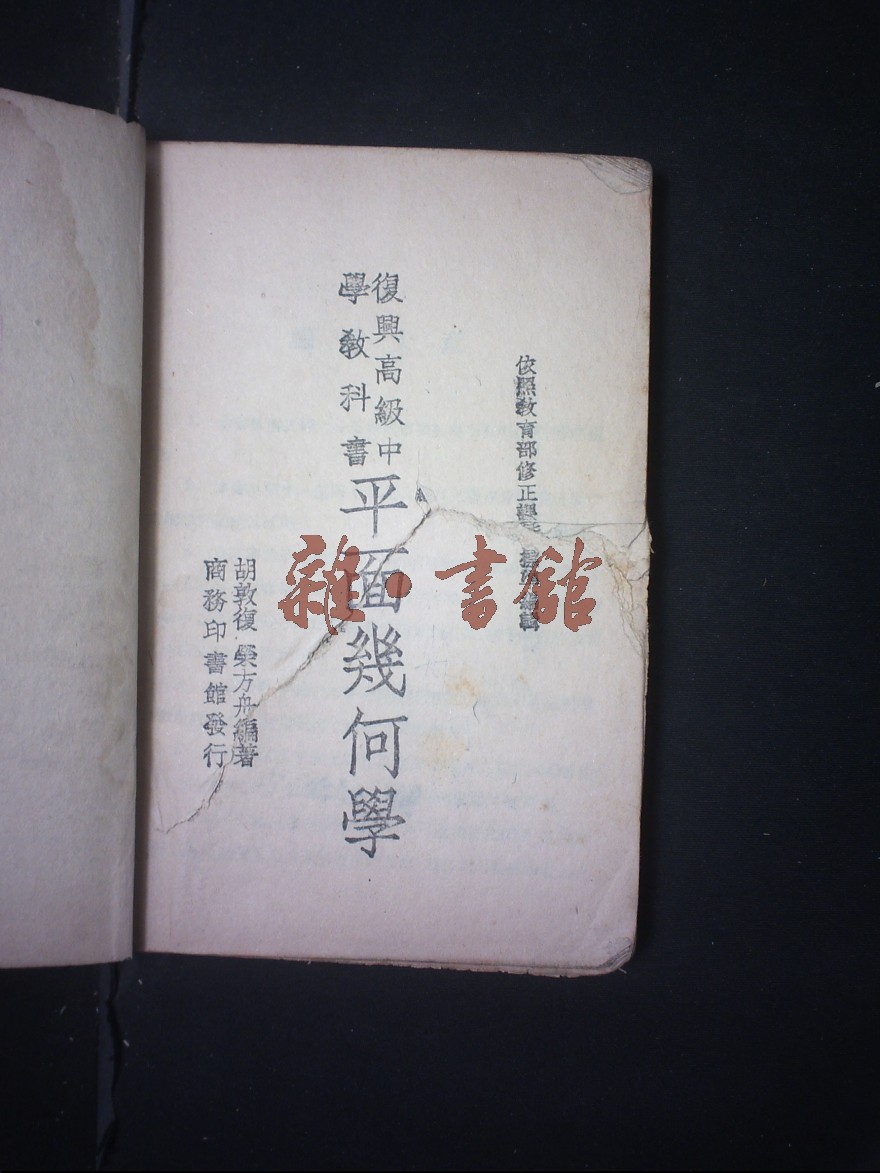 依照教育部修正課程標準編輯
復興高級中
學教科書
平面幾何學
胡敦復 榮方舟編著
商務印書館發行
雜·書館